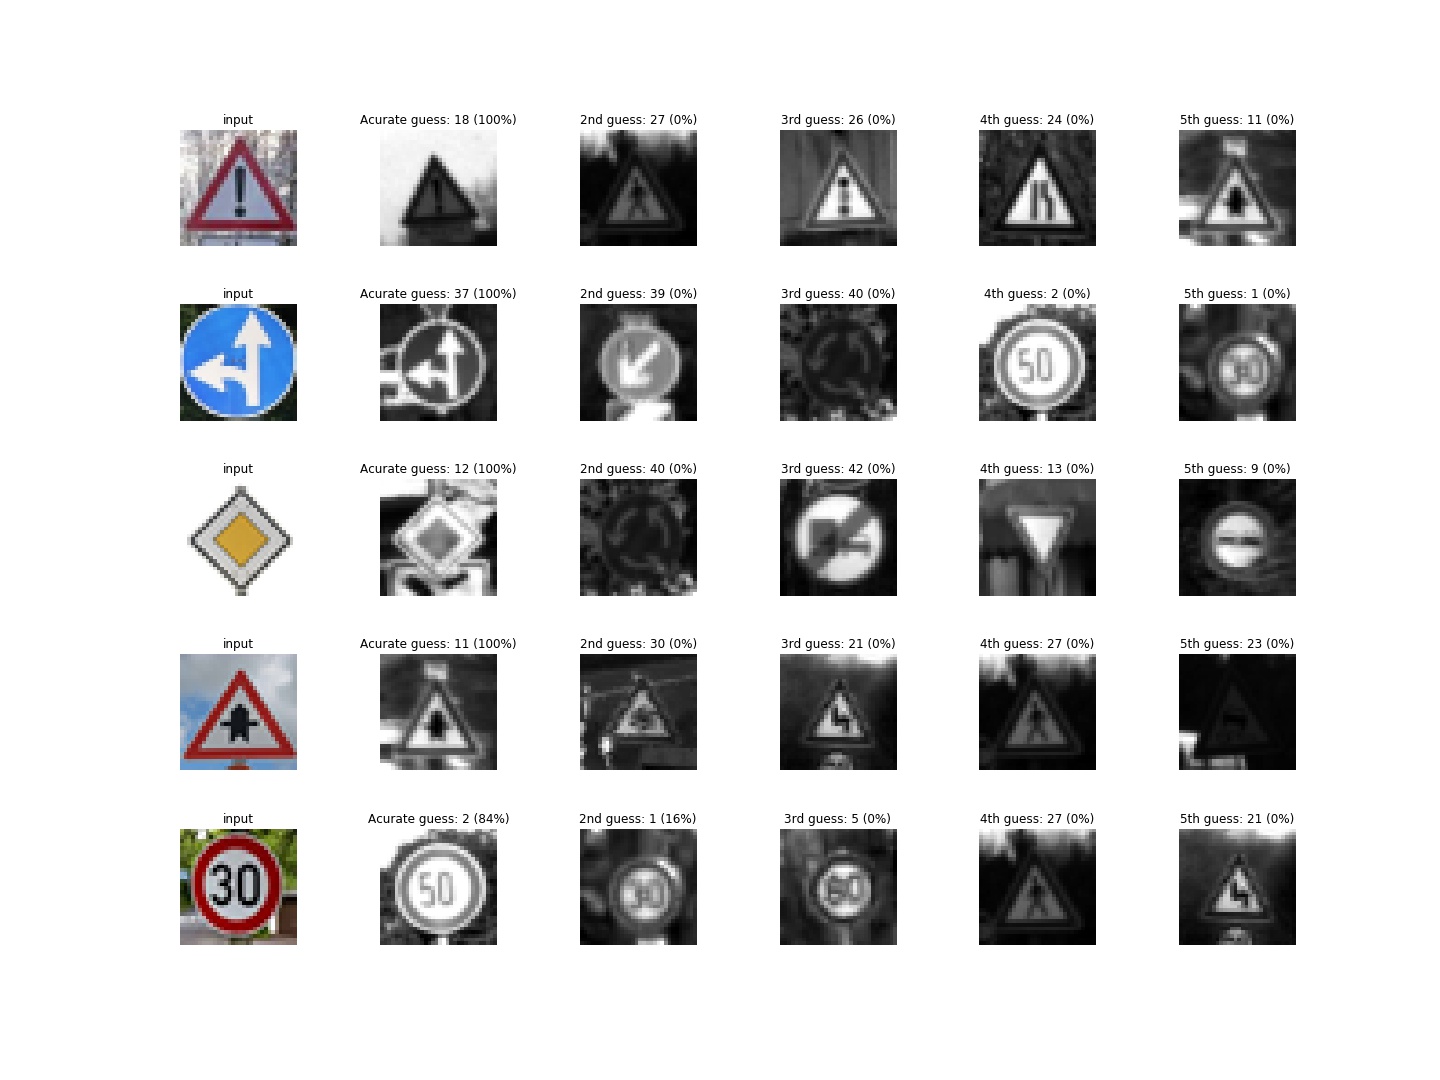 input Acurate guess: 18 (100%) 2nd guess: 27 (0%) 3rd guess: 26 (0%) 4th guess: 24 (0%) 5th guess: 11 (0%)
input Acurate guess: 37 (100%) 2nd guess: 39 (0%) 3rd guess: 40 (0%) 4th guess: 2 (0%) 5th guess: 1 (0%)
50
input Acurate guess: 12 (100%) 2nd guess: 40 (0%) 3rd guess: 42 (0%) 4th guess: 13 (0%) 5th guess: 9 (0%)
input Acurate guess: 11 (100%) 2nd guess: 30 (0%) 3rd guess: 21 (0%) 4th guess: 27 (0%) 5th guess: 23 (0%)
input Acurate guess: 2 (84%) 2nd guess: 1 (16%) 3rd guess: 5 (0%) 4th guess: 27 (0%) 5th guess: 21 (0%)
30 50 80